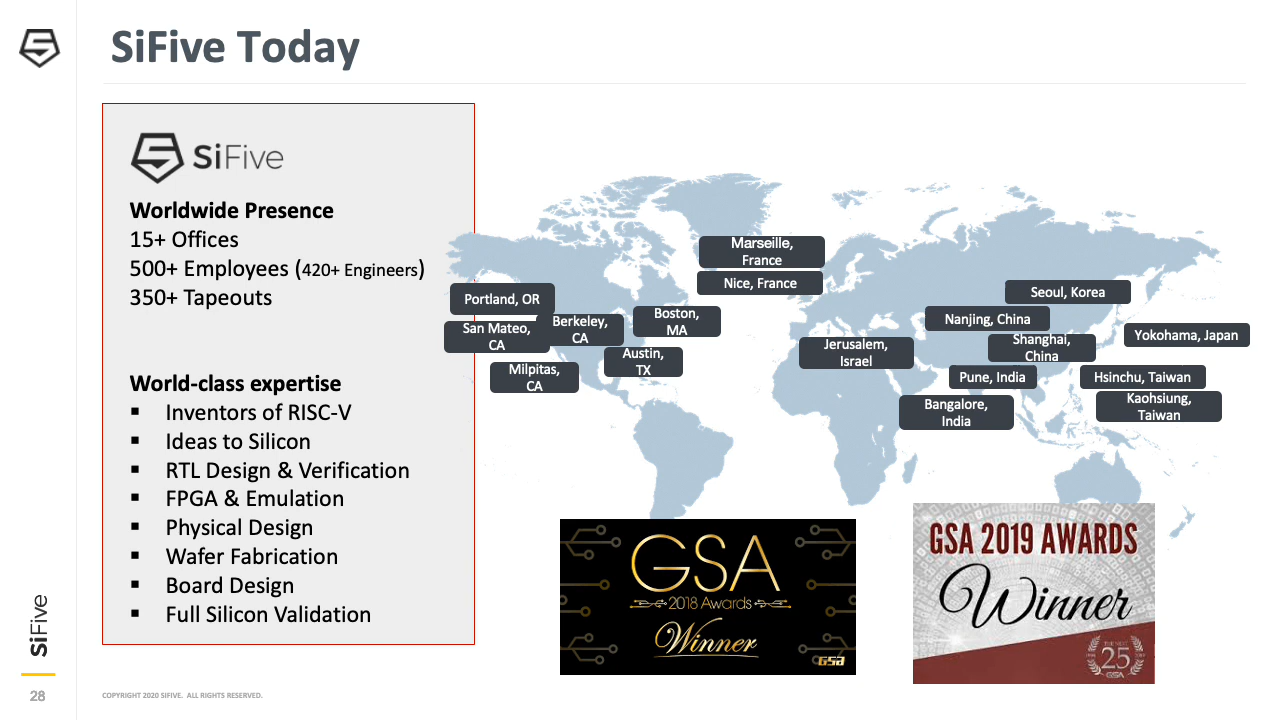 SiFive Today
SiFive
Worldwide Presence
15+ Offices
500+ Employees (420+ Engineers)
350+ Tapeouts
World-class expertise
▪ Inventors of RISC-V
▪ Ideas to Silicon
▪ RTL Design & Verification
▪ FPGA & Emulation
▪ Physical Design
▪ Wafer Fabrication
▪ Board Design
▪ Full Silicon Validation
Marseille,
France
Nice, France
Portland, OR
San Mateo,
CA
Berkeley,
CA
Boston,
MA
Austin,
TX
Milpitas,
CA
Jerusalem,
Israel
Seoul, Korea
Nanjing, China
Shanghai,
China
Yokohama, Japan
Pune, India
Hsinchu, Taiwan
Bangalore,
India
Kaohsiung,
Taiwan
GSA
2018 Awards
Winner
GSA
GSA 2019 AWARDS
Winner
25
GSA
SiFive
28
COPYRIGHT 2020 SIFIVE. ALL RIGHTS RESERVED.